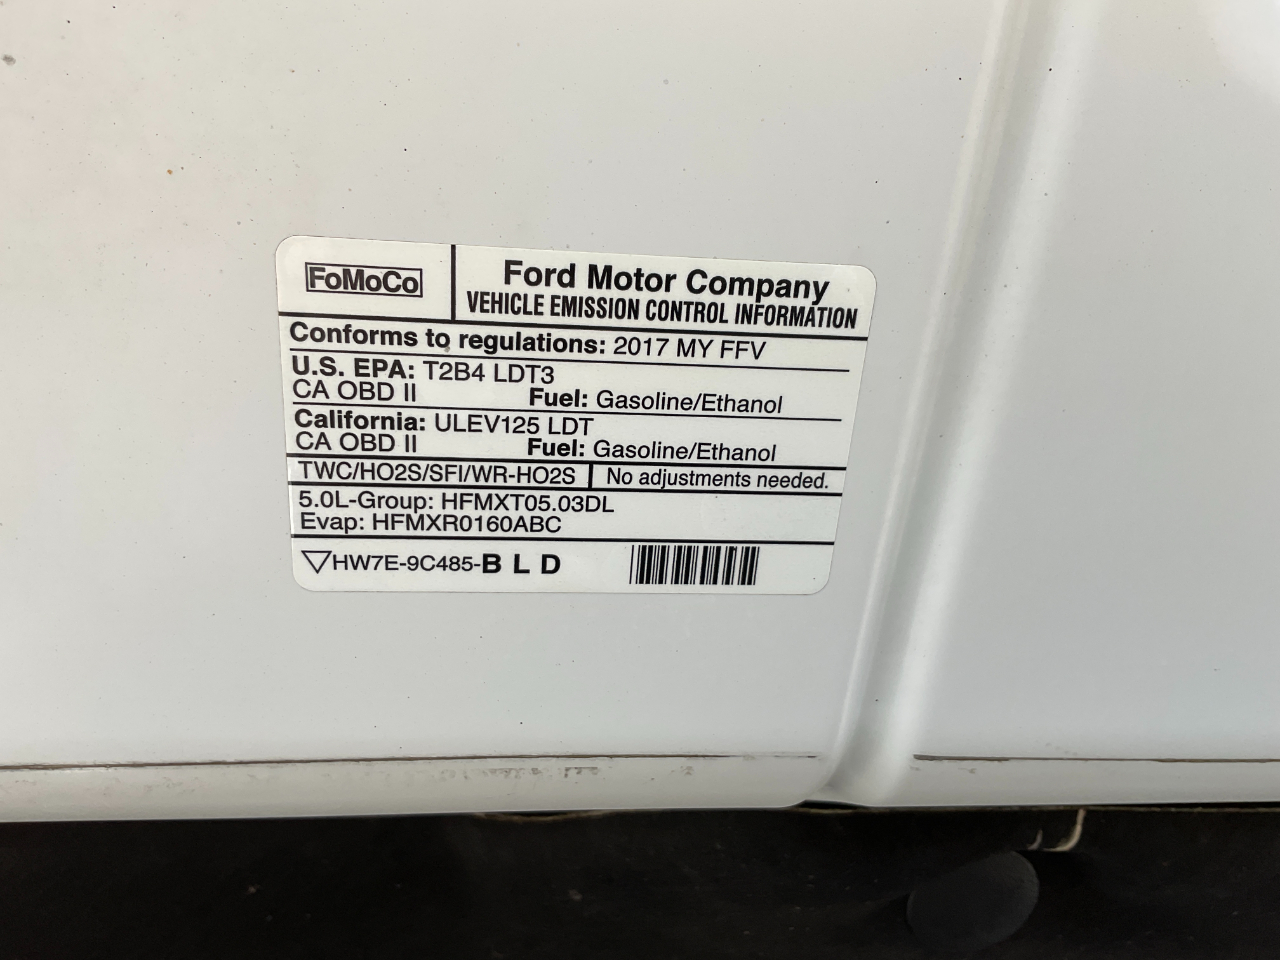 FoMoCo
Ford Motor Company
VEHICLE EMISSION CONTROL INFORMATION
Conforms to regulations: 2017 MY FFV
U.S. EPA: T2B4 LDT3
CA OBD II Fuel: Gasoline/Ethanol
California: ULEV125 LDT
CA OBD II Fuel: Gasoline/Ethanol
TWC/HO2S/SFI/WR-HO2S No adjustments needed.
5.0L-Group: HFMXT05.03DL
Evap: HFMXR0160ABC
▽HW7E-9C485-B L D